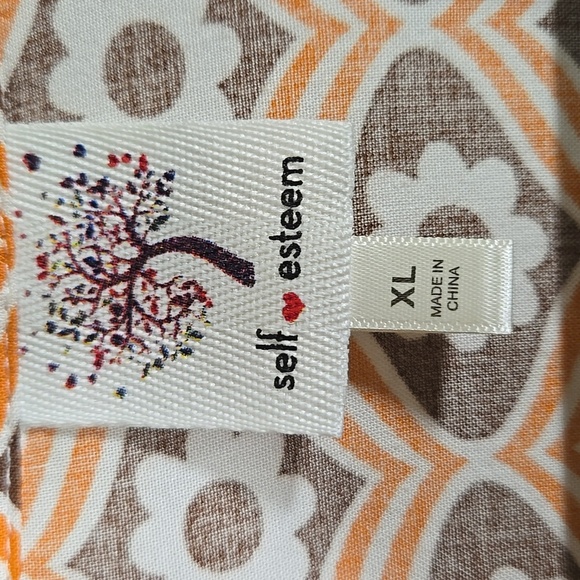 self ❤ esteem
XL
MADE IN
CHINA